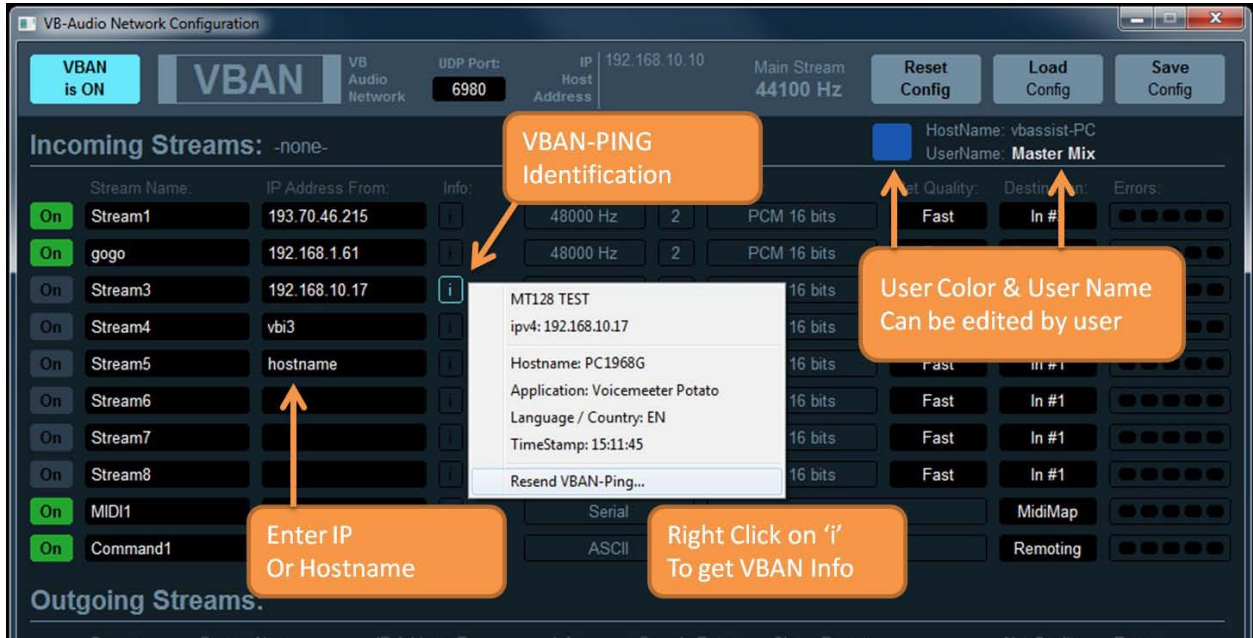 VB-Audio Network Configuration
VBAN
is ON
VBAN
VB
Audio
Network
UDP Port:
6980
IP
Host
Address
192.168.10.10
Main Stream
44100 Hz
Reset
Config
Load
Config
Save
Config
Incoming Streams: -none-
HostName: vbassist-PC
UserName: Master Mix
VBAN-PING
Identification
Stream Name: IP Address From: Info: Quality: Errors:
On Stream1 193.70.46.215 i 48000 Hz 2 PCM 16 bits Fast In
On gogo 192.168.1.61 i 48000 Hz 2 PCM 16 bits
On Stream3 192.168.10.17 i 16 bits
On Stream4 vbi3 i 16 bits
On Stream5 hostname i 16 bits Fast In #1
On Stream6 i 16 bits Fast In #1
On Stream7 i 16 bits Fast In #1
On Stream8 i 16 bits Fast In #1
On MIDI1 Serial MidiMap
On Command1 ASCII Remoting
User Color & User Name
Can be edited by user
MT128 TEST
ipv4: 192.168.10.17
Hostname: PC1968G
Application: Voicemeeter Potato
Language / Country: EN
TimeStamp: 15:11:45
Resend VBAN-Ping...
Enter IP
Or Hostname
Right Click on ‘i’
To get VBAN Info
Outgoing Streams: